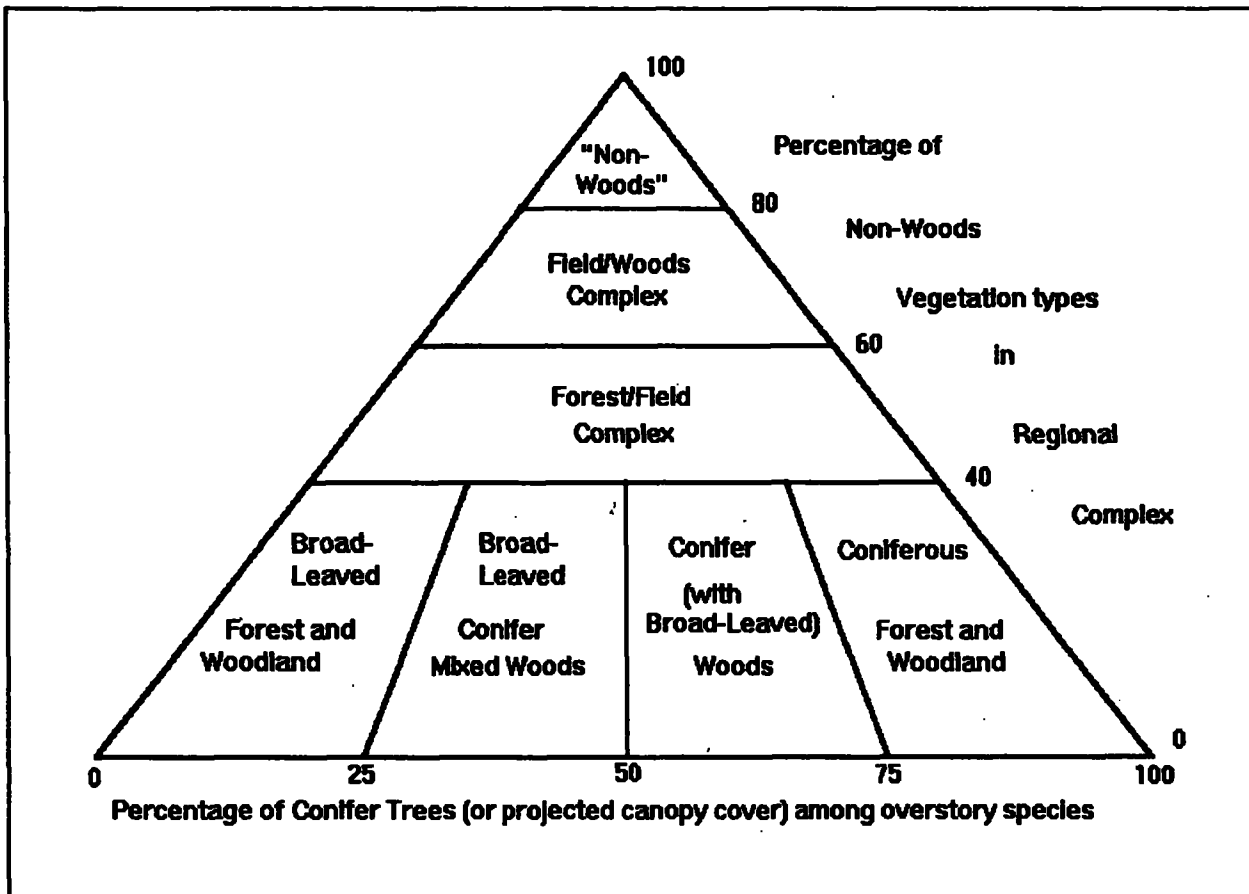 100
Percentage of
"Non-
Woods"
80
Non-Woods
Field/Woods
Complex
Vegetation types
60
in
Forest/Field
Complex
Regional
40
Complex
Broad-
Leaved
Forest and
Woodland
Broad-
Leaved
Conifer
Mixed Woods
Conifer
(with
Broad-Leaved)
Woods
Coniferous
Forest and
Woodland
0
0
25
50
75
100
Percentage of Conifer Trees (or projected canopy cover) among overstory species